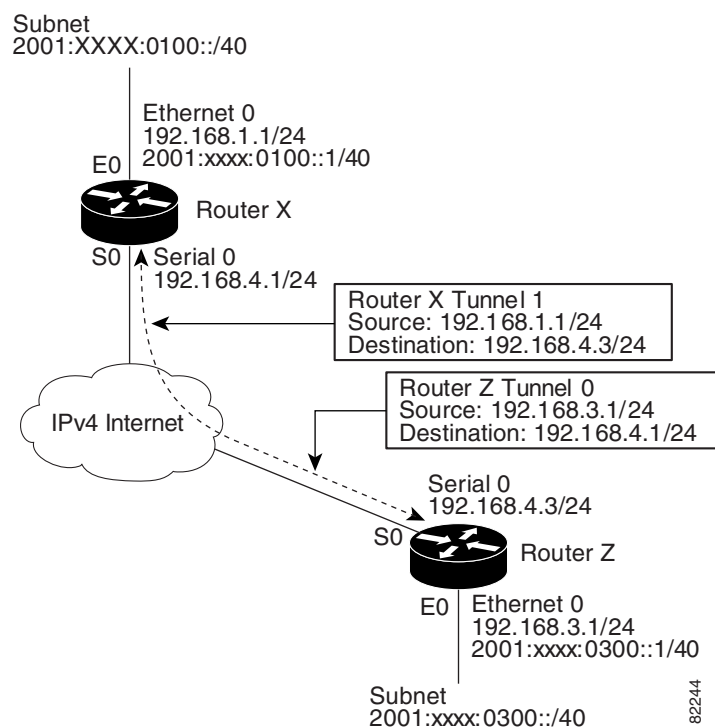 Subnet
2001:XXXX:0100::/40
Ethernet 0
192.168.1.1/24
2001:xxxx:0100::1/40
E0
Router X
S0
Serial 0
192.168.4.1/24
Router X Tunnel 1
Source: 192.168.1.1/24
Destination: 192.168.4.3/24
Router Z Tunnel 0
Source: 192.168.3.1/24
Destination: 192.168.4.1/24
IPv4 Internet
Serial 0
192.168.4.3/24
S0
Router Z
E0
Ethernet 0
192.168.3.1/24
2001:xxxx:0300::1/40
Subnet
2001:xxxx:0300::/40
82244